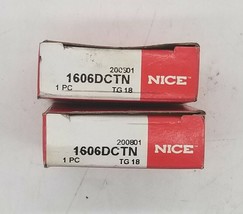 200801
1606DCTN
NICE
1 PC TG 18
200801
1606DCTN
NICE
1 PC TG 18